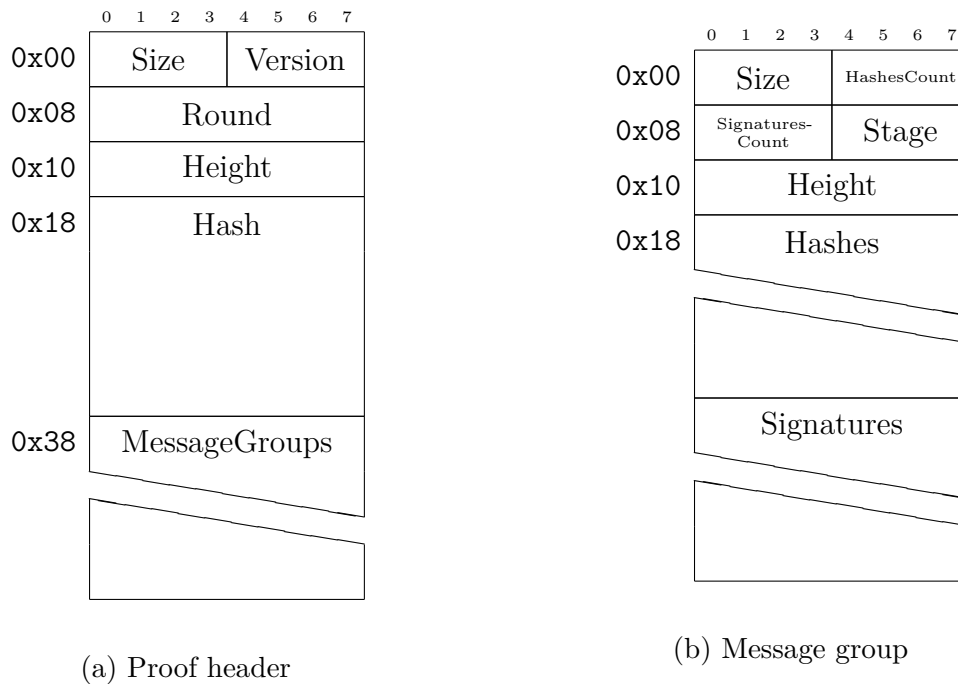 0 1 2 3 4 5 6 7
0x00 Size Version
0x08 Round
0x10 Height
0x18 Hash
0x38 MessageGroups
(a) Proof header
0 1 2 3 4 5 6 7
0x00 Size HashesCount
0x08 Signatures-
Count Stage
0x10 Height
0x18 Hashes
Signatures
(b) Message group